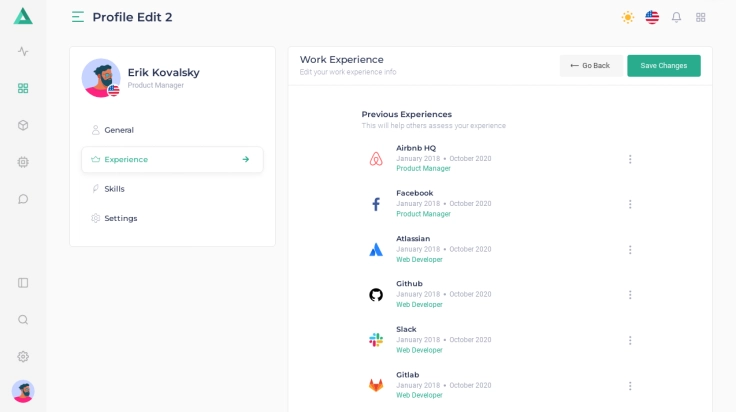 Profile Edit 2
Erik Kovalsky
Product Manager
General
Experience
Skills
Settings
Work Experience
Edit your work experience info
Go Back
Save Changes
Previous Experiences
This will help others assess your experience
Airbnb HQ
January 2018 • October 2020
Product Manager
Facebook
January 2018 • October 2020
Product Manager
Atlassian
January 2018 • October 2020
Web Developer
Github
January 2018 • October 2020
Web Developer
Slack
January 2018 • October 2020
Web Developer
Gitlab
January 2018 • October 2020
Web Developer